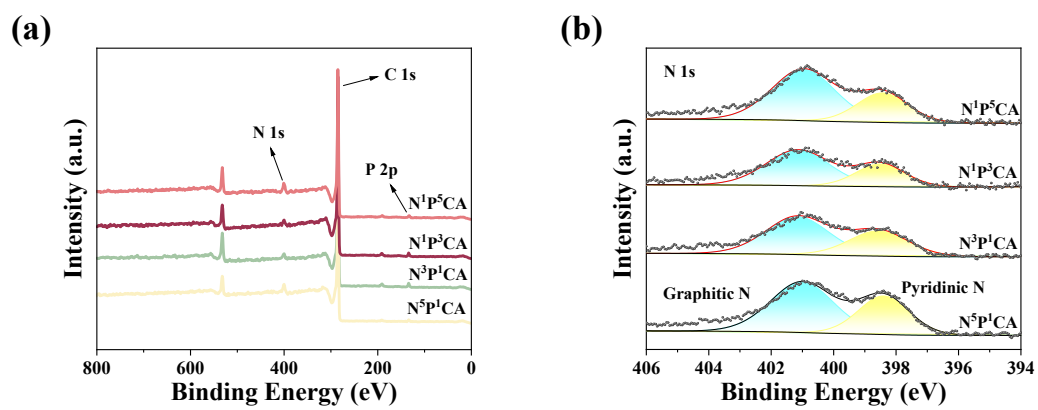 (a)
C 1s
N 1s
P 2p
N¹P⁵CA
N¹P³CA
N³P¹CA
N⁵P¹CA
Intensity (a.u.)
800 600 400 200 0
Binding Energy (eV)
(b)
N 1s
N¹P⁵CA
N¹P³CA
N³P¹CA
Graphitic N Pyridinic N
N⁵P¹CA
Intensity (a.u.)
406 404 402 400 398 396 394
Binding Energy (eV)